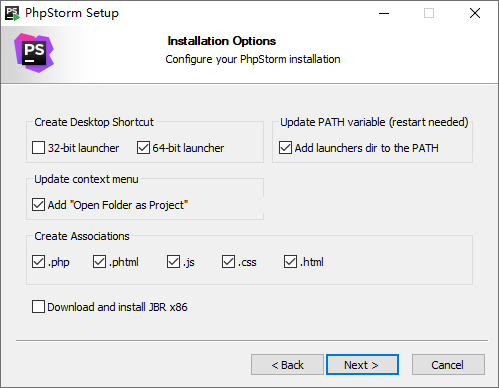 PhpStorm Setup
PS
Installation Options
Configure your PhpStorm installation
Create Desktop Shortcut
32-bit launcher
64-bit launcher
Update PATH variable (restart needed)
Add launchers dir to the PATH
Update context menu
Add "Open Folder as Project"
Create Associations
.php
.phtml
.js
.css
.html
Download and install JBR x86
< Back
Next >
Cancel